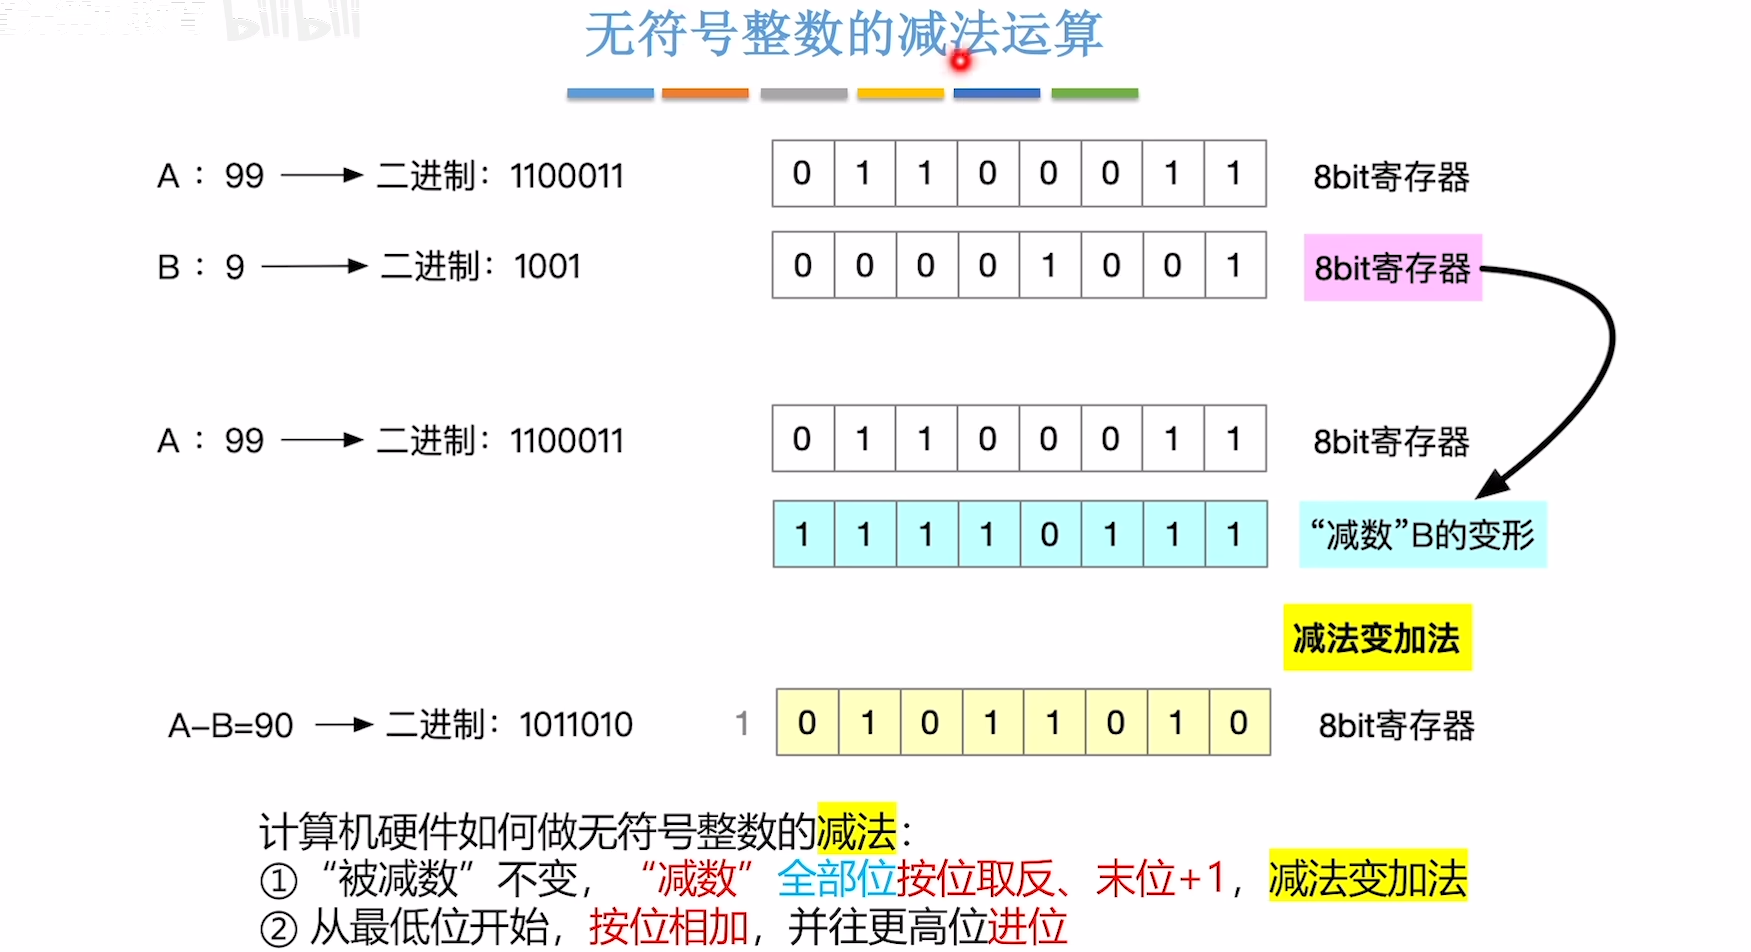 bilibili
无符号整数的减法运算
A：99 → 二进制：1100011 0 1 1 0 0 0 1 1 8bit寄存器
B：9 → 二进制：1001 0 0 0 0 1 0 0 1 8bit寄存器
A：99 → 二进制：1100011 0 1 1 0 0 0 1 1 8bit寄存器
1 1 1 1 0 1 1 1 “减数”B的变形
减法变加法
A-B=90 → 二进制：1011010 1 0 1 0 1 1 0 1 0 8bit寄存器
计算机硬件如何做无符号整数的减法：
①“被减数”不变，“减数”全部位按位取反、末位+1，减法变加法
②从最低位开始，按位相加，并往更高位进位